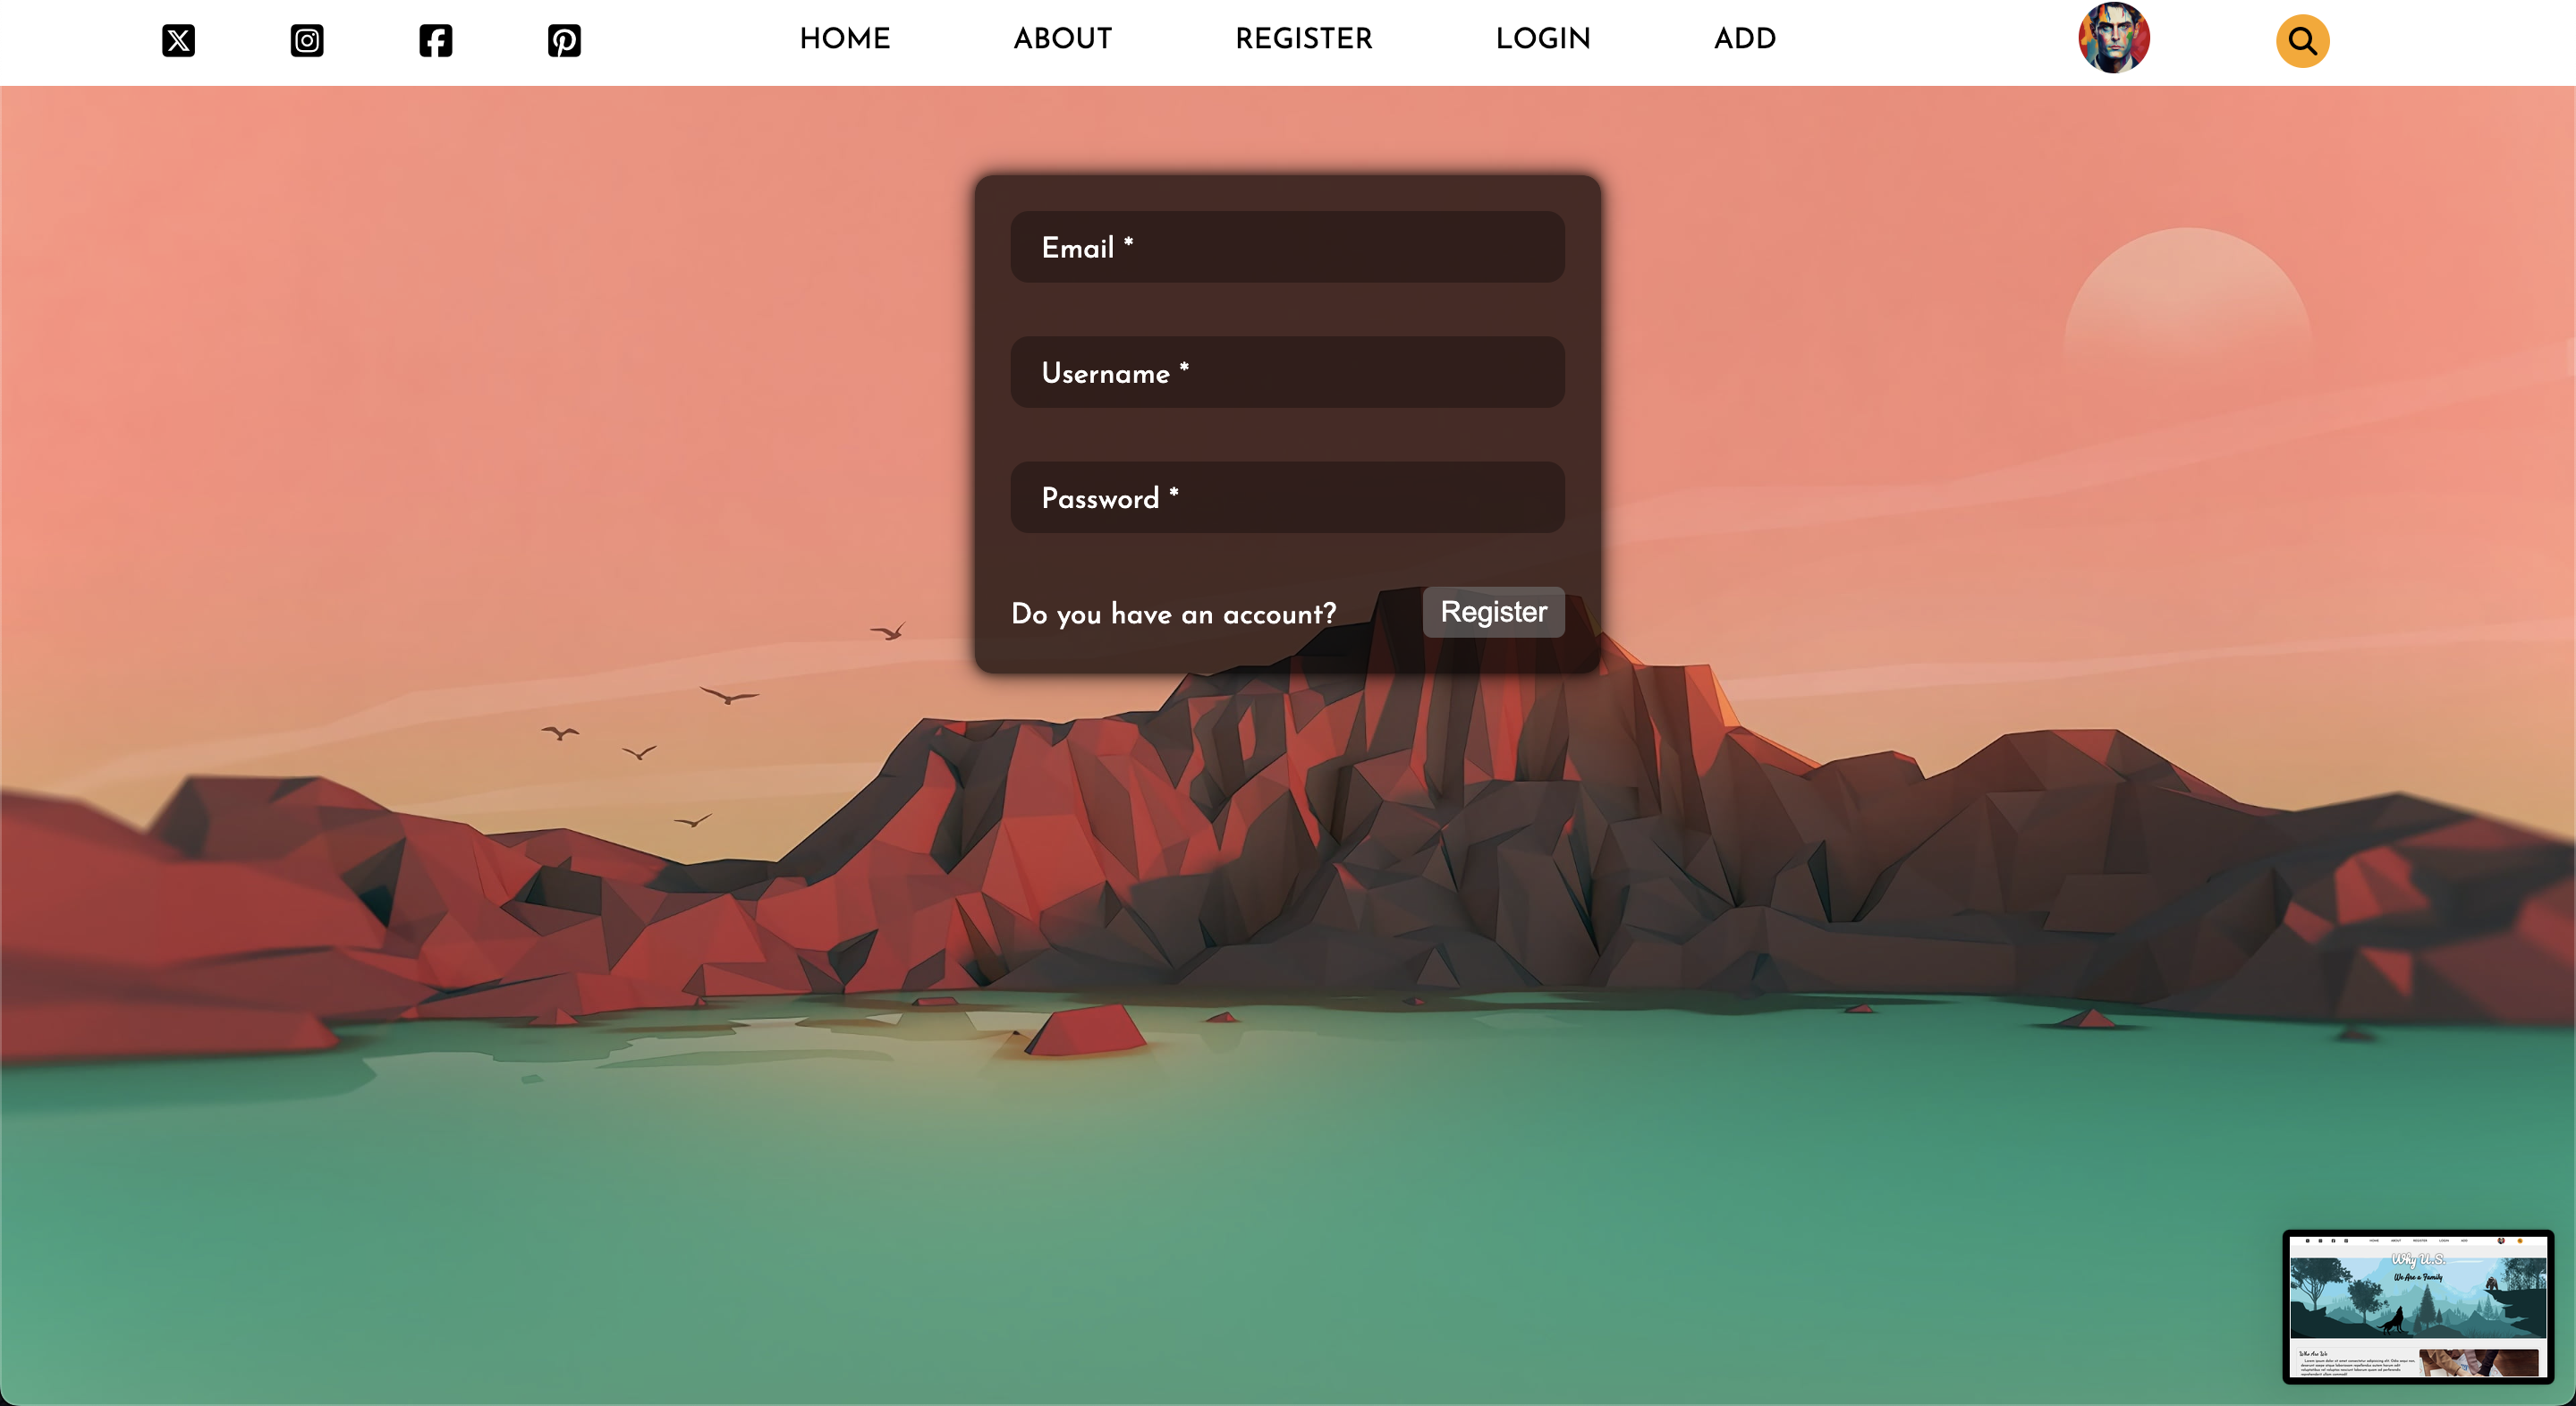 HOME ABOUT REGISTER LOGIN ADD
Email *
Username *
Password *
Do you have an account? Register
Why U.S.
We Are a Family
Who Are We